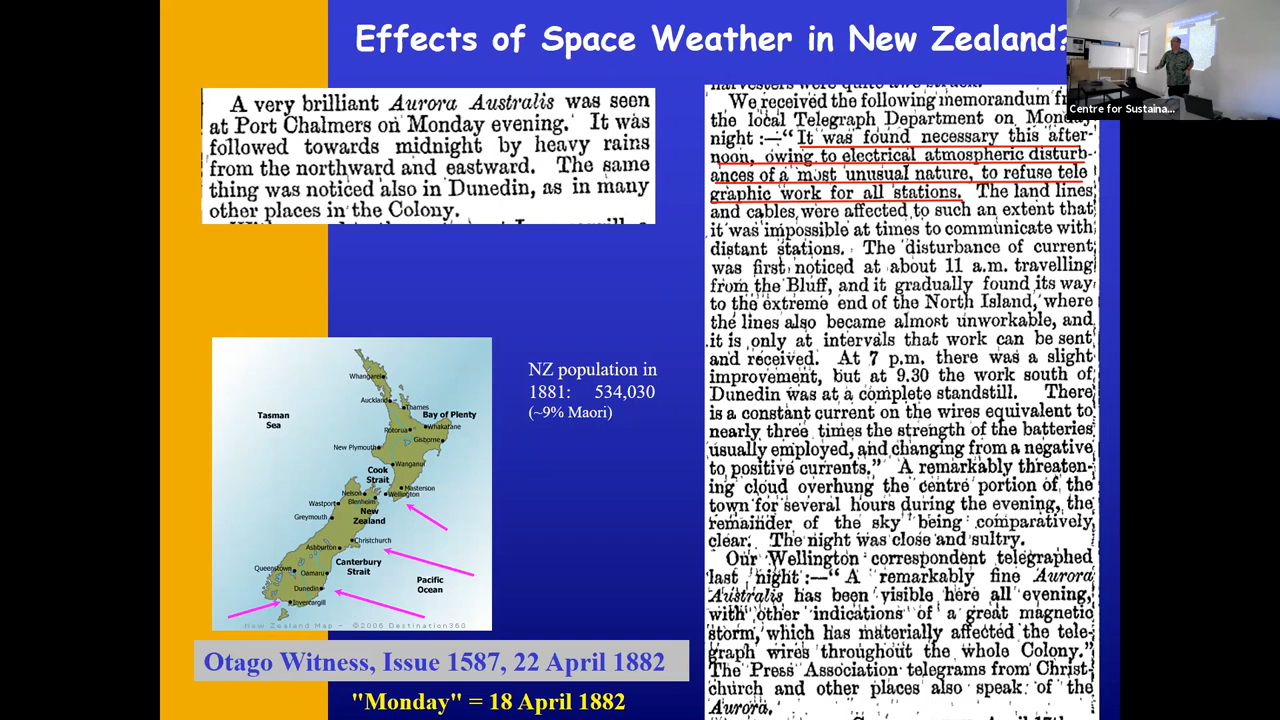 Effects of Space Weather in New Zealand?
Centre for Sustaina...
A very brilliant Aurora Australis was seen
at Port Chalmers on Monday evening. It was
followed towards midnight by heavy rains
from the northward and eastward. The same
thing was noticed also in Dunedin, as in many
other places in the Colony.
We received the following memorandum
the local Telegraph Department on Monday
night :—"It was found necessary this after-
noon, owing to electrical atmospheric disturb-
ances of a most unusual nature, to refuse tele
graphic work for all stations. The land lines
and cables were affected to such an extent that
it was impossible at times to communicate with
distant stations. The disturbance of current
was first noticed at about 11 a.m. travelling
from the Bluff, and it gradually found its way
to the extreme end of the North Island, where
the lines also became almost unworkable, and
it is only at intervals that work can be sent
and received. At 7 p.m. there was a slight
improvement, but at 9.30 the work south of
Dunedin was at a complete standstill. There
is a constant current on the wires equivalent to
nearly three times the strength of the batteries
usually employed, and changing from a negative
to positive currents." A remarkably threaten-
ing cloud overhung the centre portion of the
town for several hours during the evening, the
remainder of the sky being comparatively
clear. The night was close and sultry.
Our Wellington correspondent telegraphed
last night :—"A remarkably fine Aurora
Australis has been visible here all evening,
with other indications of a great magnetic
storm, which has materially affected the tele-
graph wires throughout the whole Colony."
The Press Association telegrams from Christ-
church and other places also speak of the
Aurora.
Whangarei
Auckland
Thames
Tasman
Sea
Bay of Plenty
Whakatane
Rotorua
Gisborne
New Plymouth
Wanganui
Cook
Strait
Masterson
Nelson
Wellington
Blenheim
Westport
New
Zealand
Greymouth
Christchurch
Ashburton
Canterbury
Strait
Queenstown
Oamaru
Pacific
Ocean
Dunedin
Invercargill
New Zealand Map - ©2006 Destination360
NZ population in
1881: 534,030
(~9% Maori)
Otago Witness, Issue 1587, 22 April 1882
"Monday" = 18 April 1882